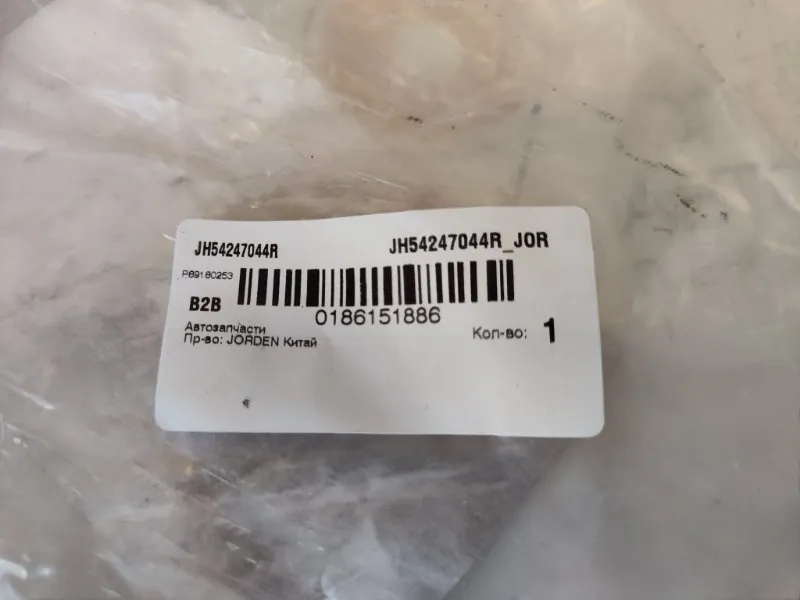 JH54247044R JH54247044R_JOR
P69180253
B2B
0186151886
Автозапчасти
Пр-во: JORDEN Китай
Кол-во: 1